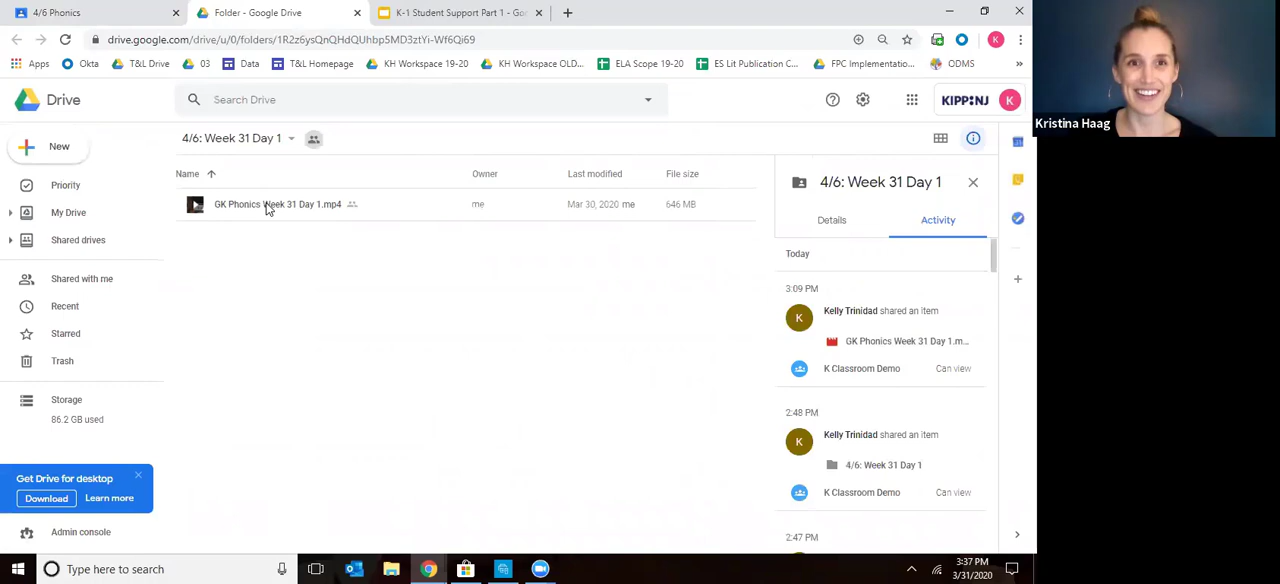 4/6 Phonics
Folder - Google Drive
K-1 Student Support Part 1 - Goo
drive.google.com/drive/u/0/folders/1R2z6ysQnQHdQUhbp5MD3ztYi-Wf6Qi69
K
Apps
Okta
T&L Drive
03
Data
T&L Homepage
KH Workspace 19-20
KH Workspace OLD...
ELA Scope 19-20
ES Lit Publication C...
FPC Implementatio...
ODMS
»
Drive
Search Drive
KIPP:NJ
K
Kristina Haag
New
4/6: Week 31 Day 1
Priority
My Drive
Shared drives
Shared with me
Recent
Starred
Trash
Storage
86.2 GB used
Get Drive for desktop
Download
Learn more
Admin console
Name
Owner
Last modified
File size
GK Phonics Week 31 Day 1.mp4
me
Mar 30, 2020 me
646 MB
4/6: Week 31 Day 1
Details
Activity
Today
3:09 PM
K
Kelly Trinidad shared an item
GK Phonics Week 31 Day 1.m...
K Classroom Demo
Can view
2:48 PM
K
Kelly Trinidad shared an item
4/6: Week 31 Day 1
K Classroom Demo
Can view
2:47 PM
Type here to search
3:37 PM
3/31/2020